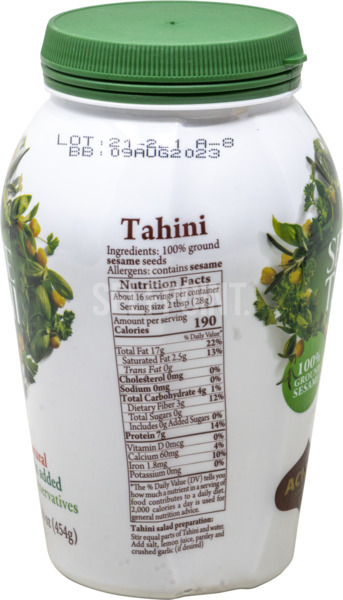 LOT:21-2-1 A-8
BB:09AUG2023
Tahini
Ingredients: 100% ground
sesame seeds
Allergens: contains sesame
Nutrition Facts
About 16 servings per container
Serving size 2 tbsp (28g)
Amount per serving
Calories 190
% Daily Value*
Total Fat 17g 22%
Saturated Fat 2.5g 13%
Trans Fat 0g
Cholesterol 0mg 0%
Sodium 0mg 0%
Total Carbohydrate 4g 1%
Dietary Fiber 3g 12%
Total Sugars 0g
Includes 0g Added Sugars 0%
Protein 7g 14%
Vitamin D 0mcg 0%
Calcium 60mg 4%
Iron 1.8mg 10%
Potassium 0mg 0%
*The % Daily Value (DV) tells you
how much a nutrient in a serving of
food contributes to a daily diet.
2,000 calories a day is used for
general nutrition advice.
Tahini salad preparation:
Stir equal parts of Tahini and water.
Add salt, lemon juice, parsley and
crushed garlic (if desired)
100%
GROUND
SESAME
added
(454g)